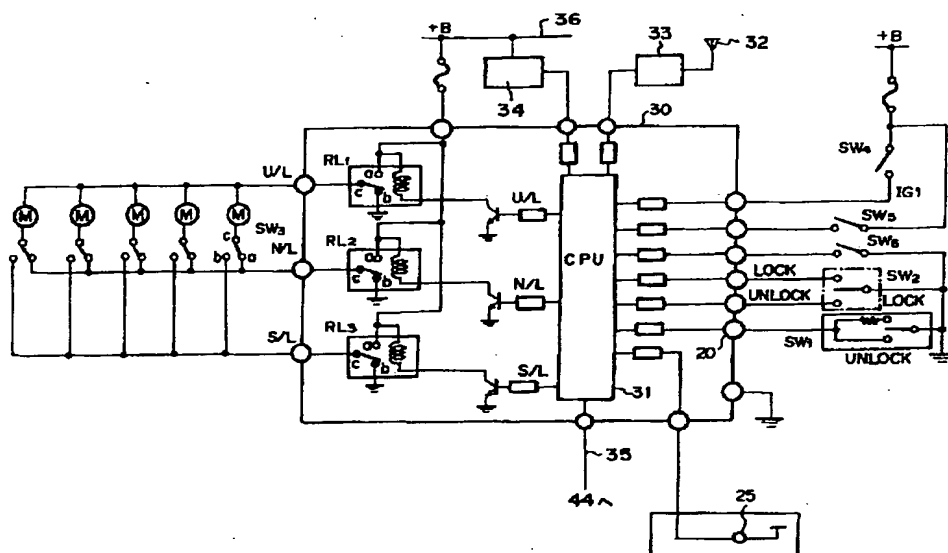 36
+B
33
32
+B
34
30
SW4
U/L
RL1
a
c
b
IG1
U/L
SW5
M M M M M
SW3
c
N/L
b a
RL2
a
c
b
CPU
SW6
LOCK
SW2
N/L
UNLOCK
LOCK
S/L
RL3
a
c
b
20
SW1
UNLOCK
S/L
31
35
44
25